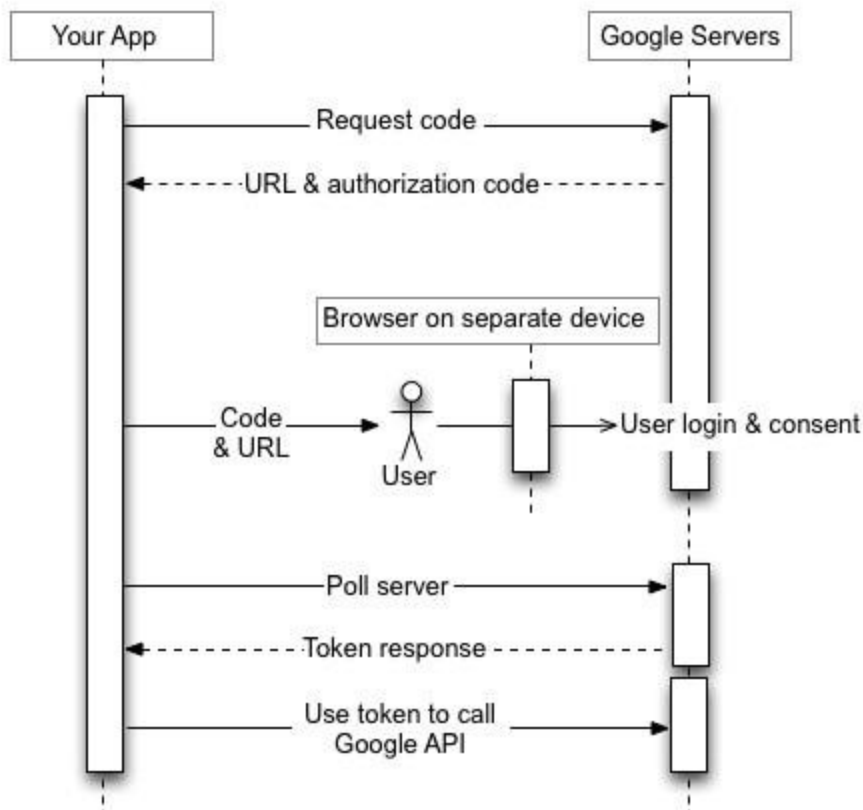 Your App
Google Servers
Request code
URL & authorization code
Browser on separate device
Code
& URL
User
User login & consent
Poll server
Token response
Use token to call
Google API